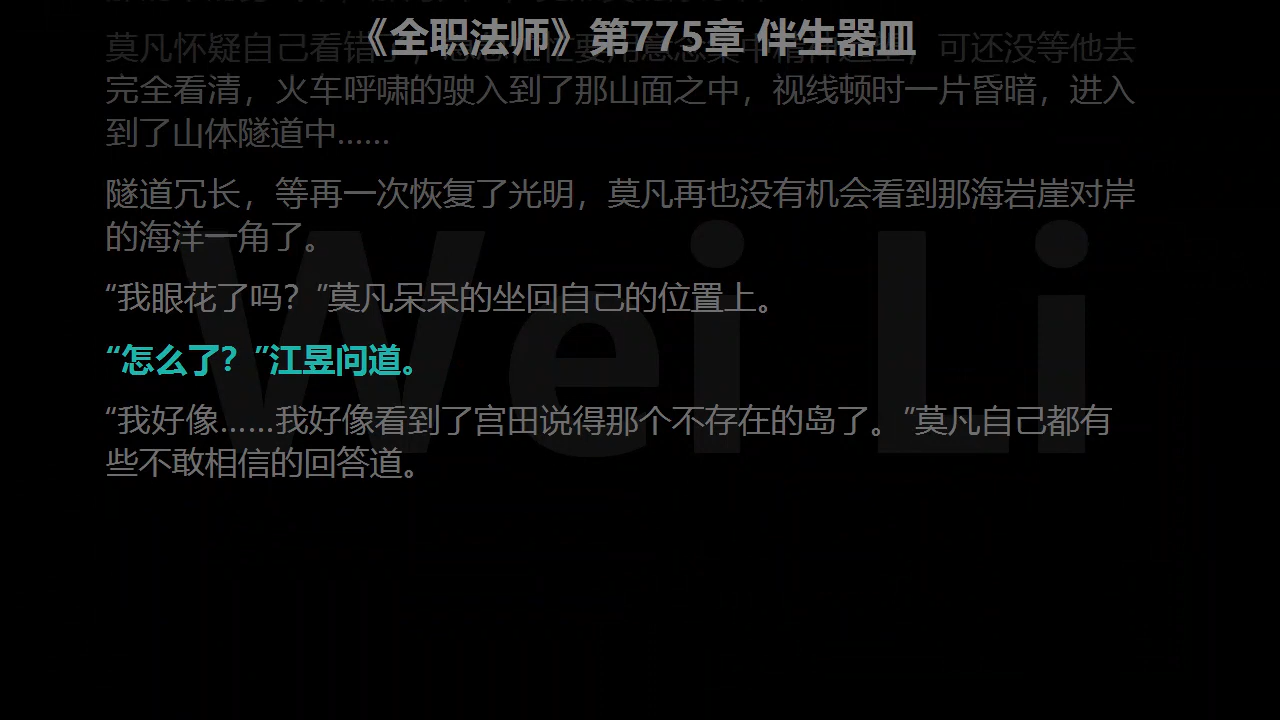 《全职法师》第775章 伴生器皿
莫凡怀疑自己看错了，
可还没等他去
完全看清，火车呼啸的驶入到了那山面之中，视线顿时一片昏暗，进入
到了山体隧道中……
隧道冗长，等再一次恢复了光明，莫凡再也没有机会看到那海岩崖对岸
的海洋一角了。
“我眼花了吗？”莫凡呆呆的坐回自己的位置上。
“怎么了？”江昱问道。
“我好像……我好像看到了宫田说得那个不存在的岛了。”莫凡自己都有
些不敢相信的回答道。
Wei Li